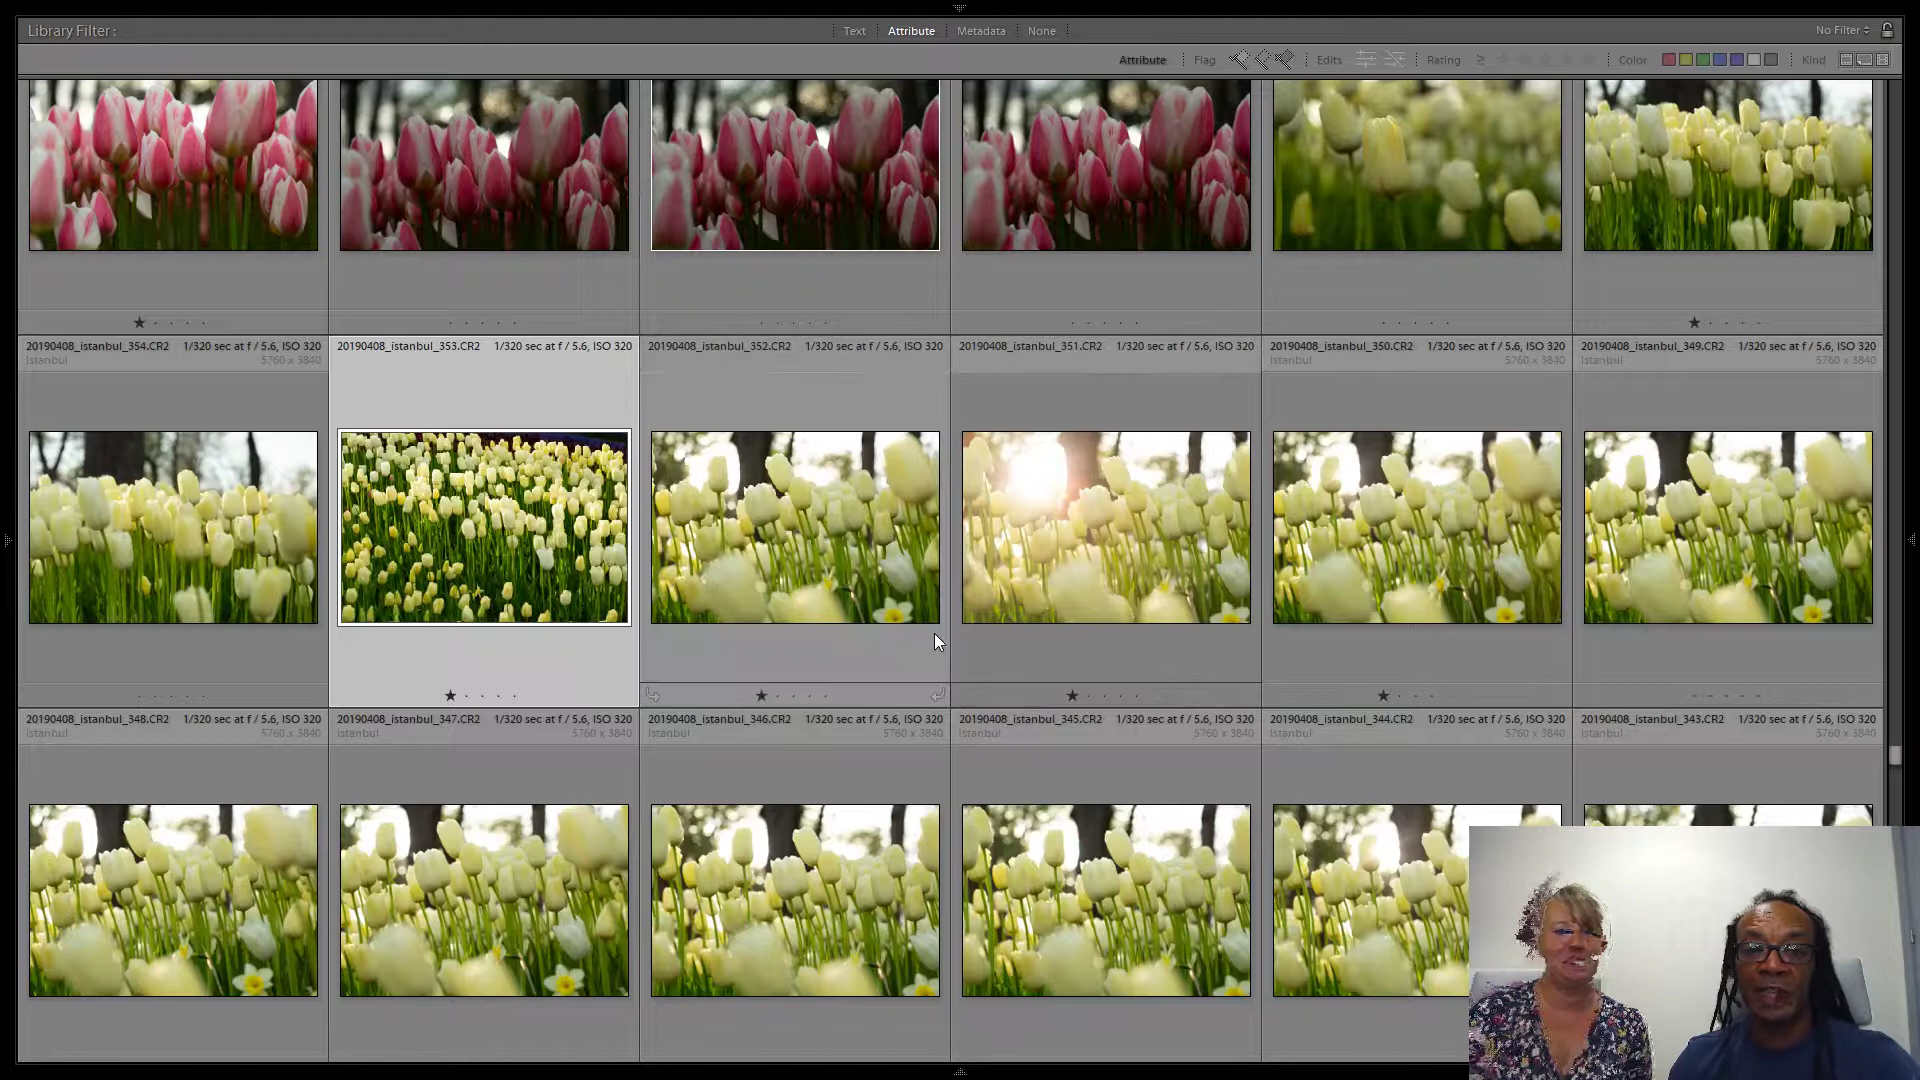 Library Filter :
Text Attribute Metadata None
No Filter
Attribute Flag Edits Rating ≥ Color Kind
20190408_istanbul_354.CR2 1/320 sec at f / 5.6, ISO 320
Istanbul 5760 x 3840
20190408_istanbul_353.CR2 1/320 sec at f / 5.6, ISO 320
20190408_istanbul_352.CR2 1/320 sec at f / 5.6, ISO 320
20190408_istanbul_351.CR2 1/320 sec at f / 5.6, ISO 320
20190408_istanbul_350.CR2 1/320 sec at f / 5.6, ISO 320
Istanbul 5760 x 3840
20190408_istanbul_349.CR2 1/320 sec at f / 5.6, ISO 320
Istanbul 5760 x 3840
20190408_istanbul_348.CR2 1/320 sec at f / 5.6, ISO 320
Istanbul 5760 x 3840
20190408_istanbul_347.CR2 1/320 sec at f / 5.6, ISO 320
Istanbul 5760 x 3840
20190408_istanbul_346.CR2 1/320 sec at f / 5.6, ISO 320
Istanbul 5760 x 3840
20190408_istanbul_345.CR2 1/320 sec at f / 5.6, ISO 320
Istanbul 5760 x 3840
20190408_istanbul_344.CR2 1/320 sec at f / 5.6, ISO 320
Istanbul 5760 x 3840
20190408_istanbul_343.CR2 1/320 sec at f / 5.6, ISO 320
Istanbul 5760 x 3840